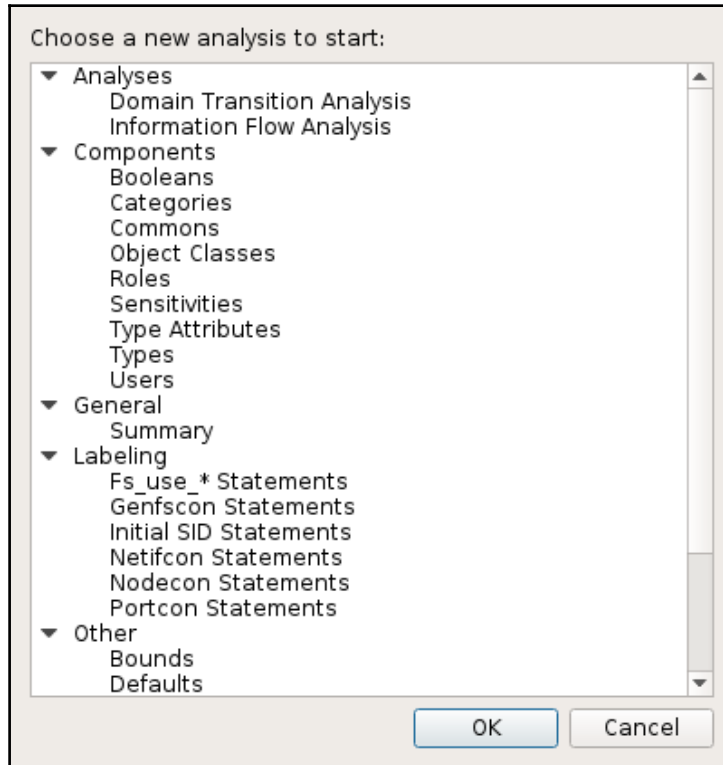 Choose a new analysis to start:
Analyses
Domain Transition Analysis
Information Flow Analysis
Components
Booleans
Categories
Commons
Object Classes
Roles
Sensitivities
Type Attributes
Types
Users
General
Summary
Labeling
Fs_use_* Statements
Genfscon Statements
Initial SID Statements
Netifcon Statements
Nodecon Statements
Portcon Statements
Other
Bounds
Defaults
OK Cancel